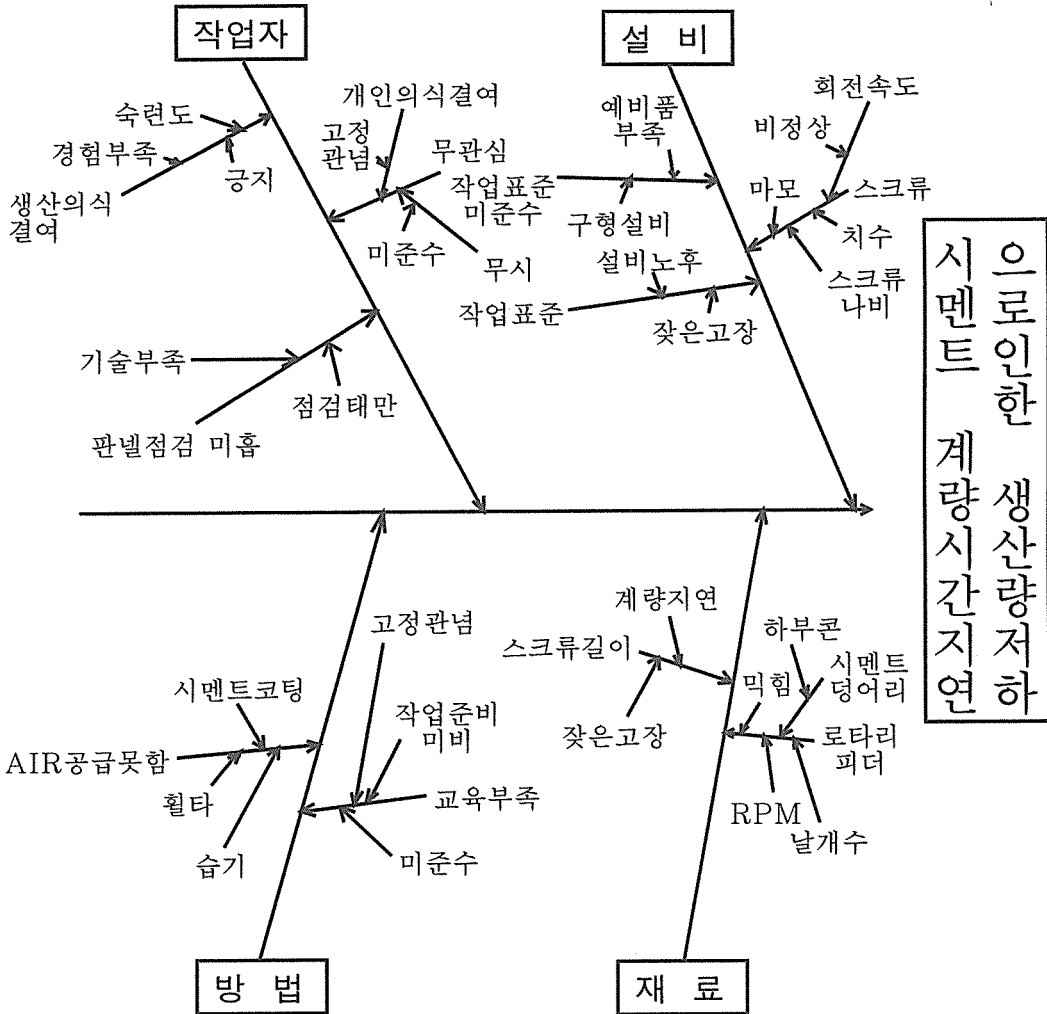 작업자
숙련도
경험부족
긍지
생산의식
결여
개인의식결여
고정
관념
무관심
미준수
무시
기술부족
점검태만
판넬점검 미흡
설 비
회전속도
예비품
부족
비정상
작업표준
미준수
구형설비
마모
스크류
치수
스크류
나비
설비노후
작업표준
잦은고장
시멘트 계량시간지연
으로인한 생산량저하
고정관념
시멘트코팅
작업준비
미비
AIR공급못함
휠타
습기
교육부족
미준수
방 법
계량지연
스크류길이
잦은고장
하부콘
믹힘
시멘트
덩어리
로타리
피더
RPM
날개수
재 료